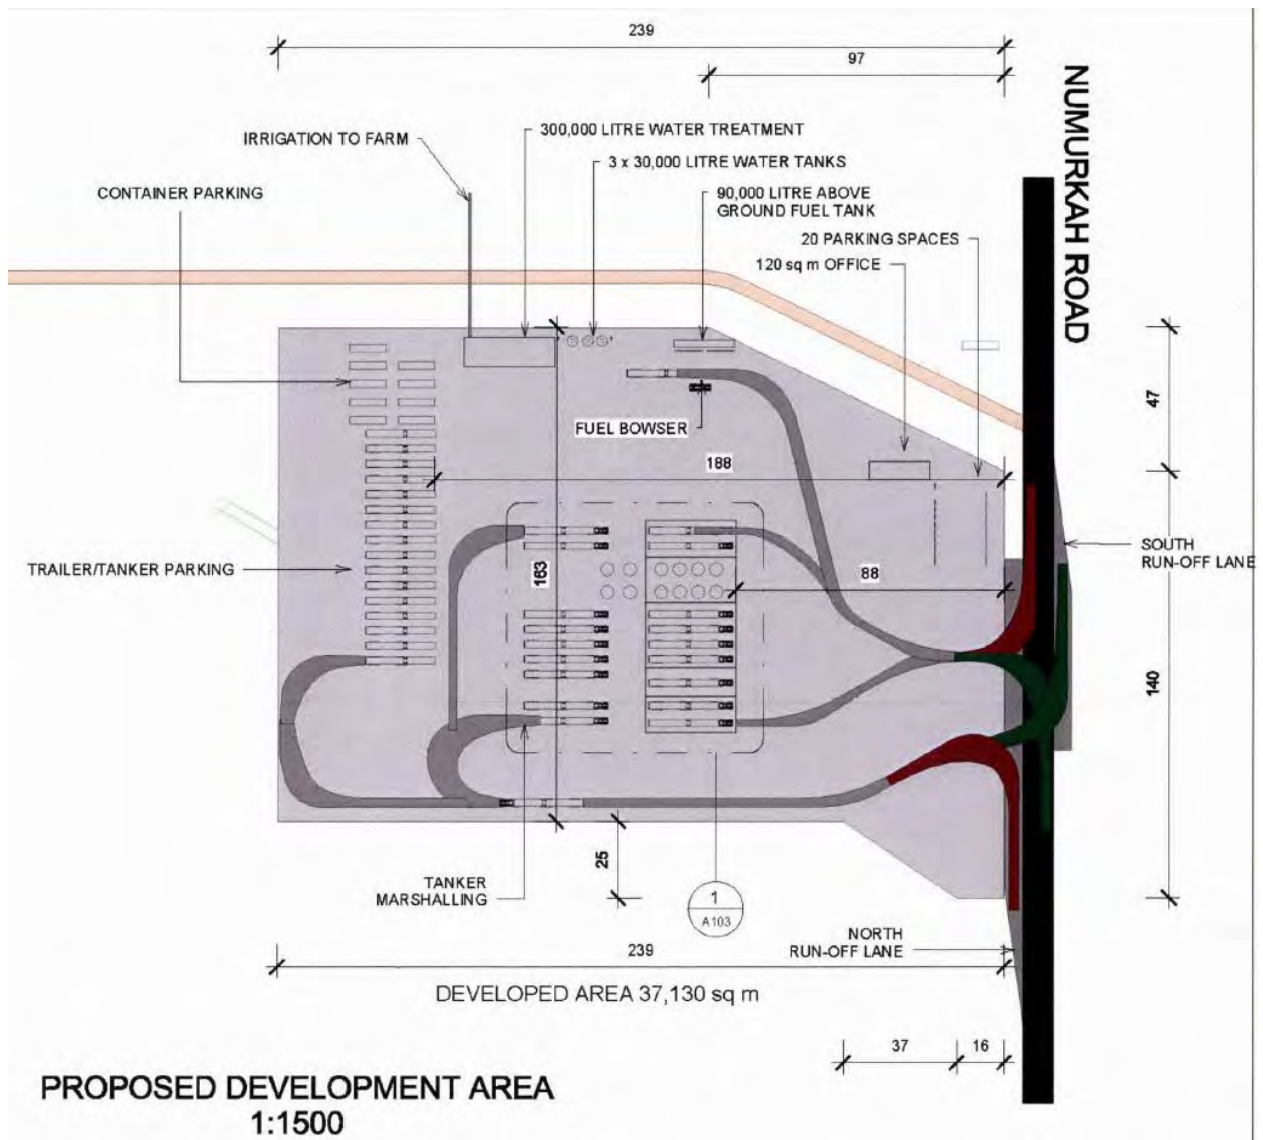 239
97
NUMURKAH ROAD
300,000 LITRE WATER TREATMENT
IRRIGATION TO FARM
3 x 30,000 LITRE WATER TANKS
CONTAINER PARKING
90,000 LITRE ABOVE
GROUND FUEL TANK
20 PARKING SPACES
120 sq m OFFICE
47
FUEL BOWSER
188
SOUTH
RUN-OFF LANE
TRAILER/TANKER PARKING
163
88
140
25
TANKER
MARSHALLING
1
A103
NORTH
RUN-OFF LANE
239
DEVELOPED AREA 37,130 sq m
37
16
PROPOSED DEVELOPMENT AREA
1:1500